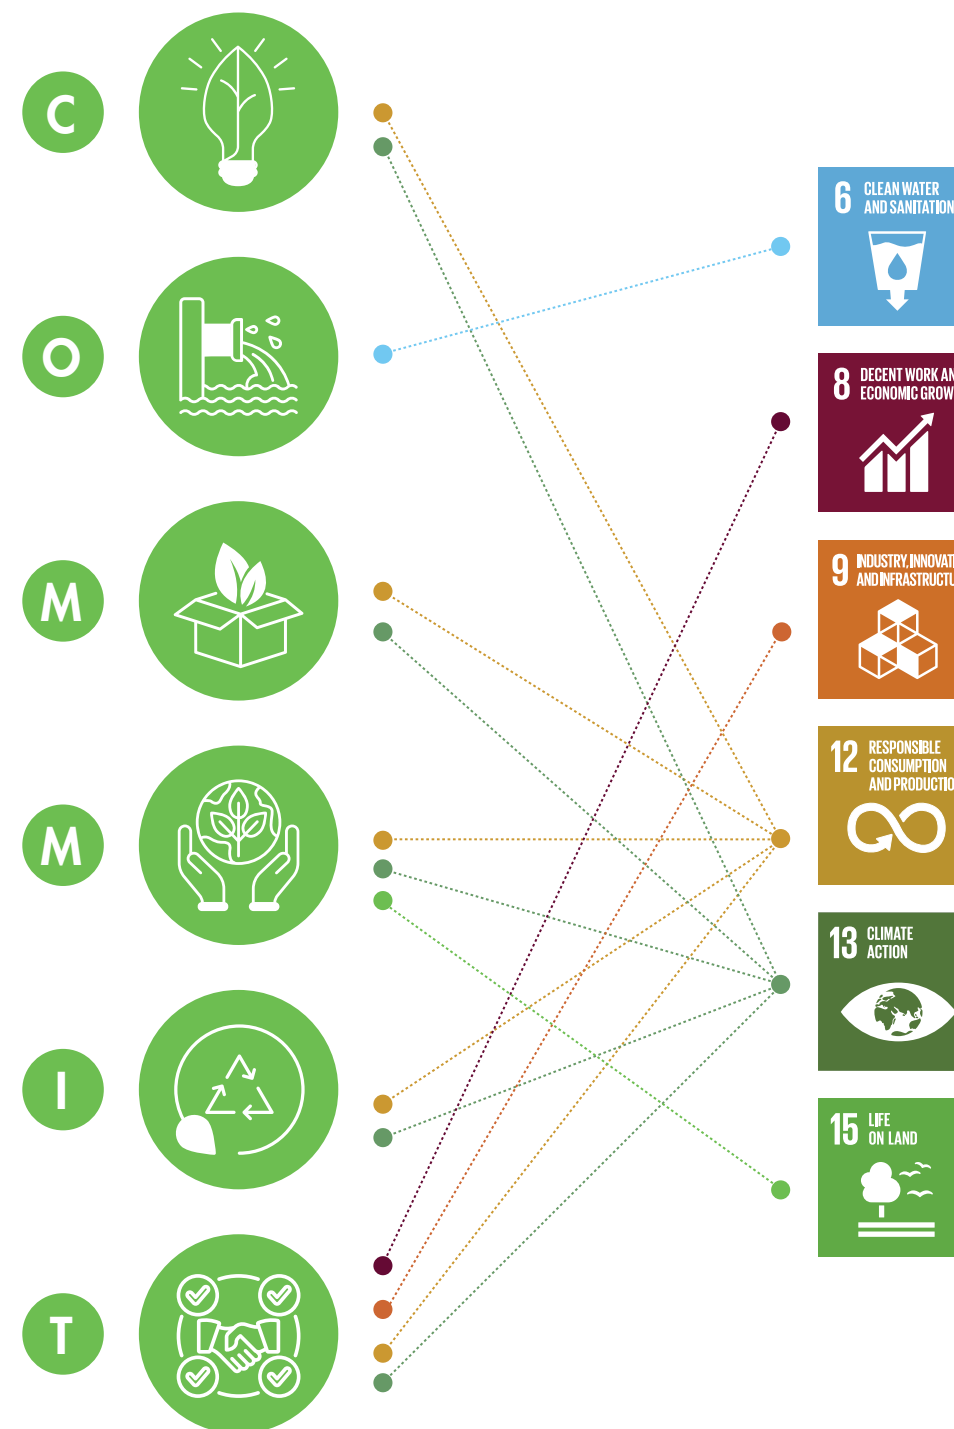 C
O
M
M
I
T
6 CLEAN WATER
AND SANITATION
8 DECENT WORK AN
ECONOMIC GROW
9 INDUSTRY, INNOVAT
AND INFRASTRUCTU
12 RESPONSIBLE
CONSUMPTION
AND PRODUCTIO
13 CLIMATE
ACTION
15 LIFE
ON LAND